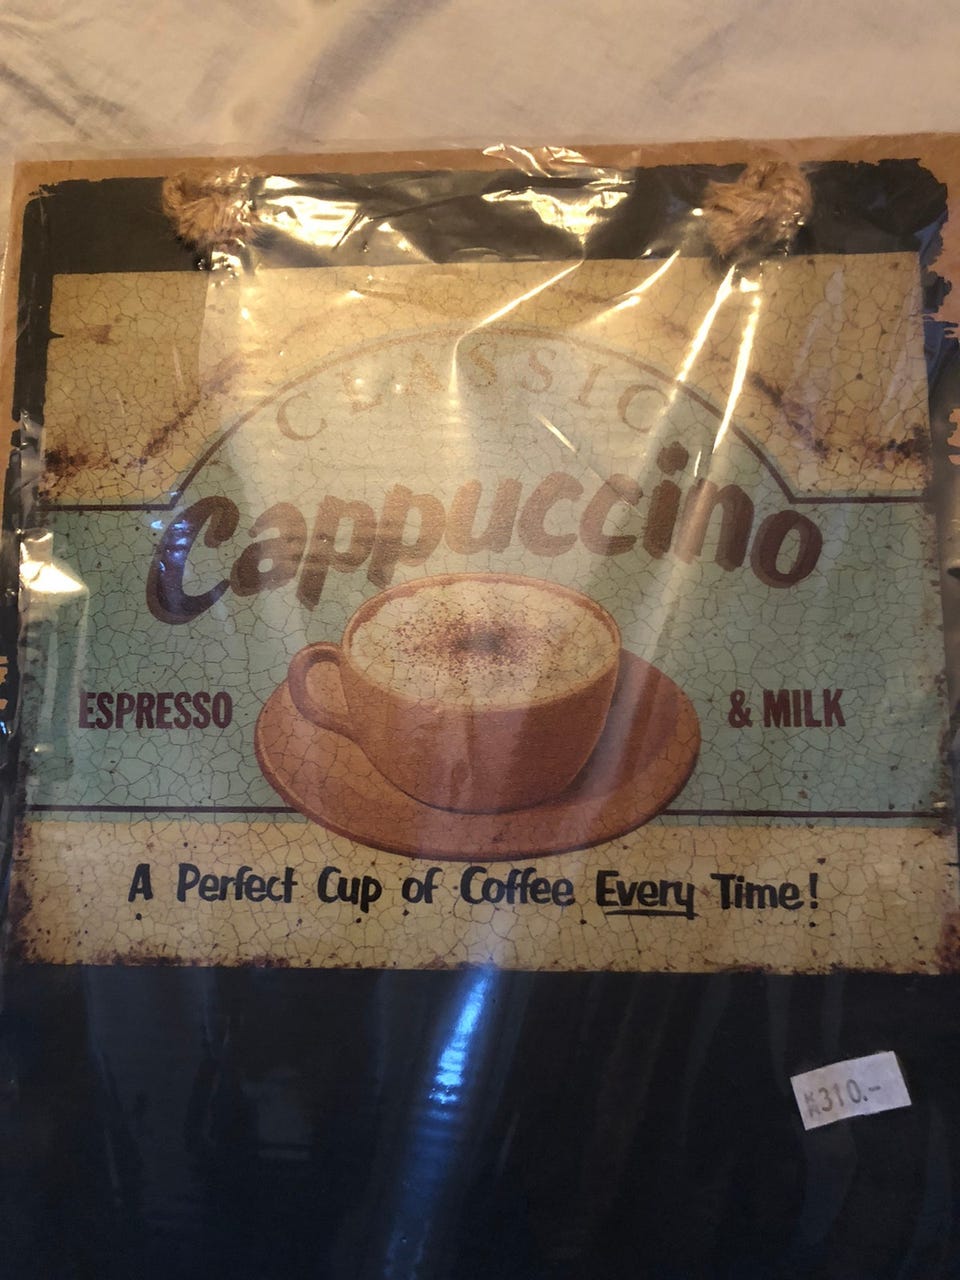 CLASSIC
Cappuccino
ESPRESSO
& MILK
A Perfect Cup of Coffee Every Time!
K310.-